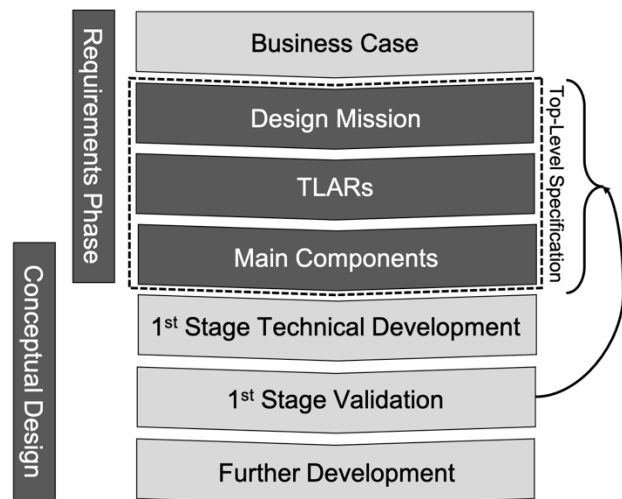 Requirements Phase
Conceptual Design
Business Case
Design Mission
TLARs
Main Components
1st Stage Technical Development
1st Stage Validation
Further Development
Top-Level Specification